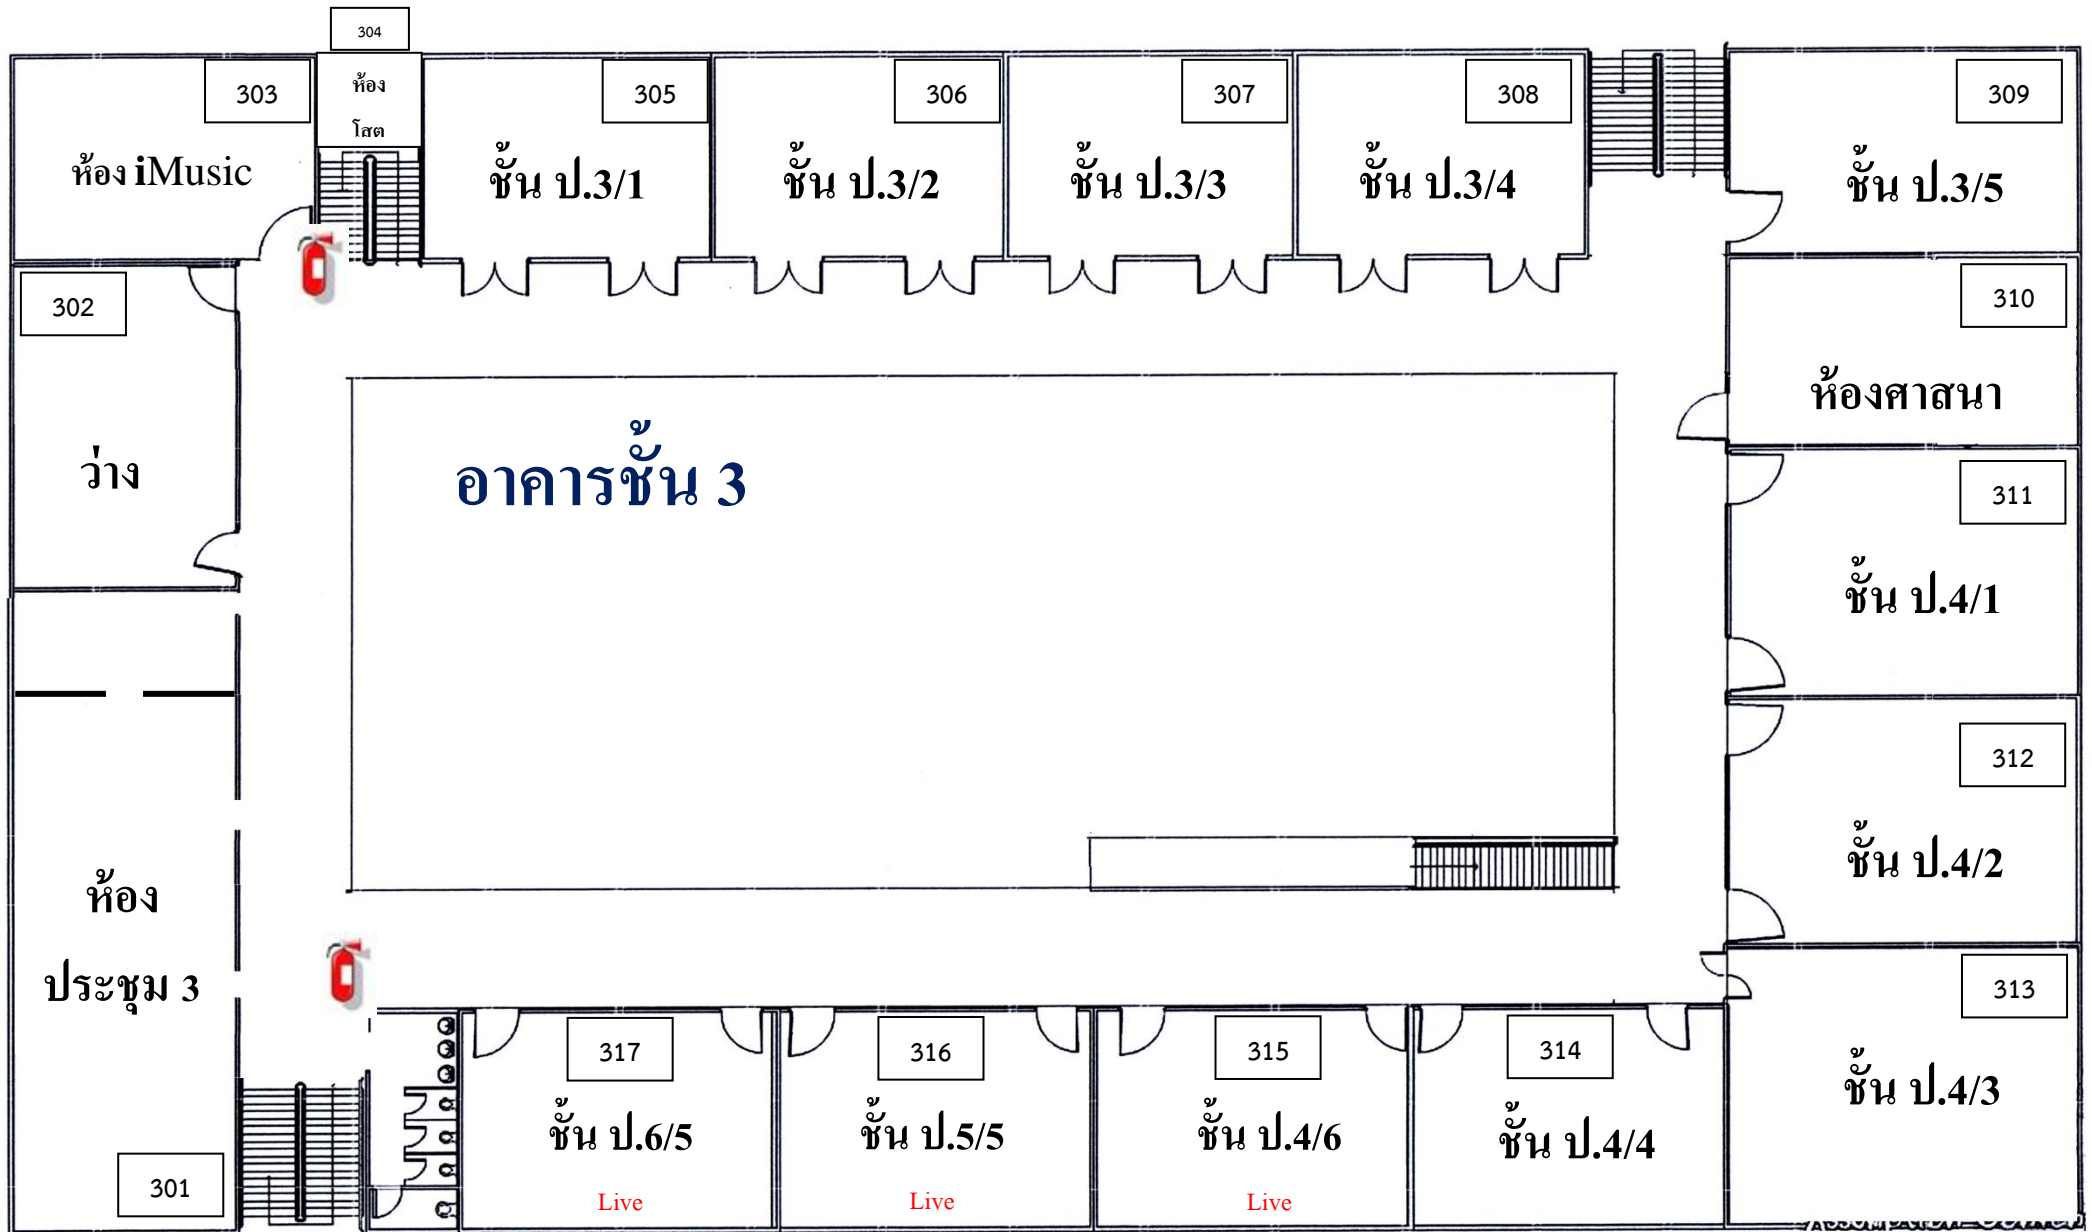 304
303
ห้อง
โสต
305
306
307
308
309
ห้อง iMusic
ชั้น ป.3/1
ชั้น ป.3/2
ชั้น ป.3/3
ชั้น ป.3/4
ชั้น ป.3/5
302
310
ห้องศาสนา
ว่าง
อาคารชั้น 3
311
ชั้น ป.4/1
312
ชั้น ป.4/2
ห้อง
ประชุม 3
313
ชั้น ป.4/3
317
316
315
314
ชั้น ป.6/5
ชั้น ป.5/5
ชั้น ป.4/6
ชั้น ป.4/4
301
Live
Live
Live